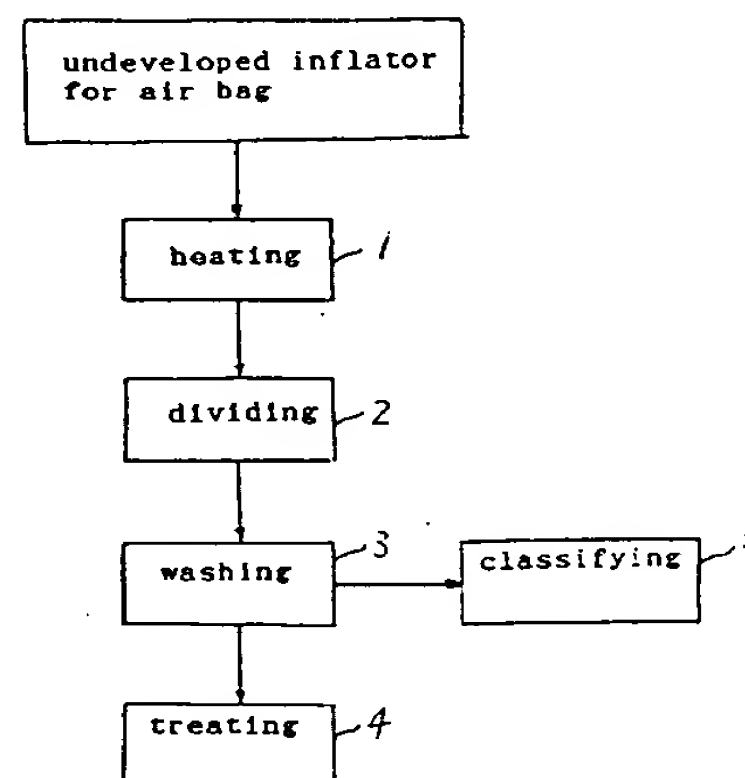 undeveloped inflator
for air bag
heating
1
dividing
2
washing
3
classifying
treating
4